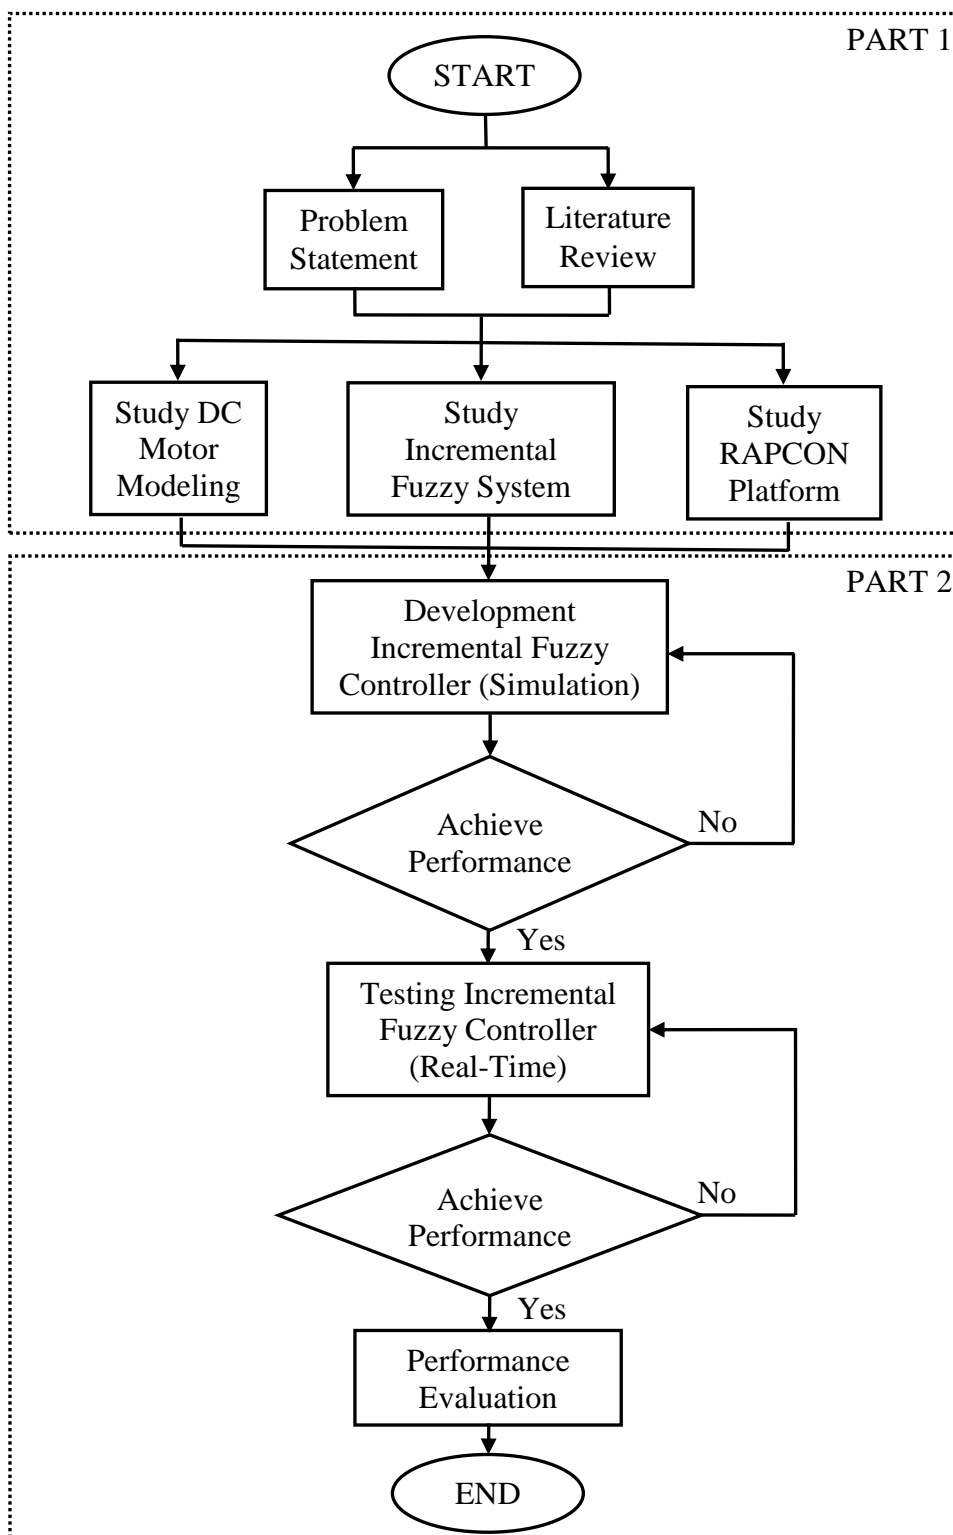 PART 1
START
Problem
Statement
Literature
Review
Study DC
Motor
Modeling
Study
Incremental
Fuzzy System
Study
RAPCON
Platform
PART 2
Development
Incremental Fuzzy
Controller (Simulation)
Achieve
Performance
No
Yes
Testing Incremental
Fuzzy Controller
(Real-Time)
Achieve
Performance
No
Yes
Performance
Evaluation
END